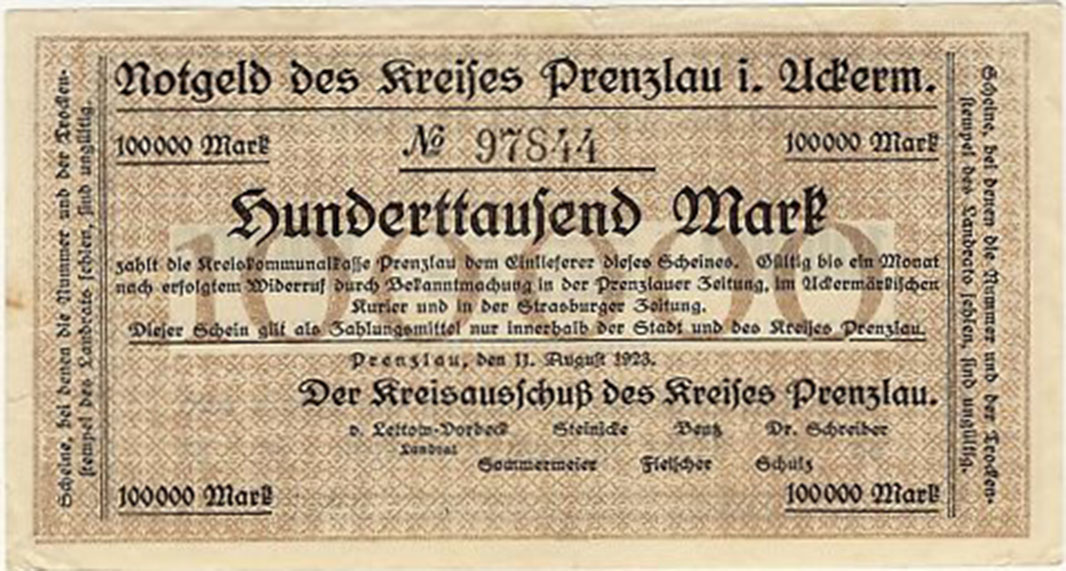 Notgeld des Kreises Prenzlau i. Uckerm.
100000 Mark
№ 97844
100000 Mark
Hunderttausend Mark
100000
zahlt die Kreiskommunalkasse Prenzlau dem Einlieferer dieses Scheines. Gültig bis ein Monat
nach erfolgtem Widerruf durch Bekanntmachung in der Prenzlauer Zeitung, im Uckermärkischen
Kurier und in der Strasburger Zeitung.
Dieser Schein gilt als Zahlungsmittel nur innerhalb der Stadt und des Kreises Prenzlau.
Prenzlau, den 11. August 1923.
Der Kreisausschuß des Kreises Prenzlau.
v. Lettow-Vorbeck Steinicke Bentz Dr. Schreiber
Landrat
Sommermeier Fleischer Schulz
100000 Mark
100000 Mark
Scheine, bei denen die Nummer und der Trocken-
stempel des Landrats fehlen, sind ungültig.
Scheine, bei denen die Nummer und der Trocken-
stempel des Landrats fehlen, sind ungültig.